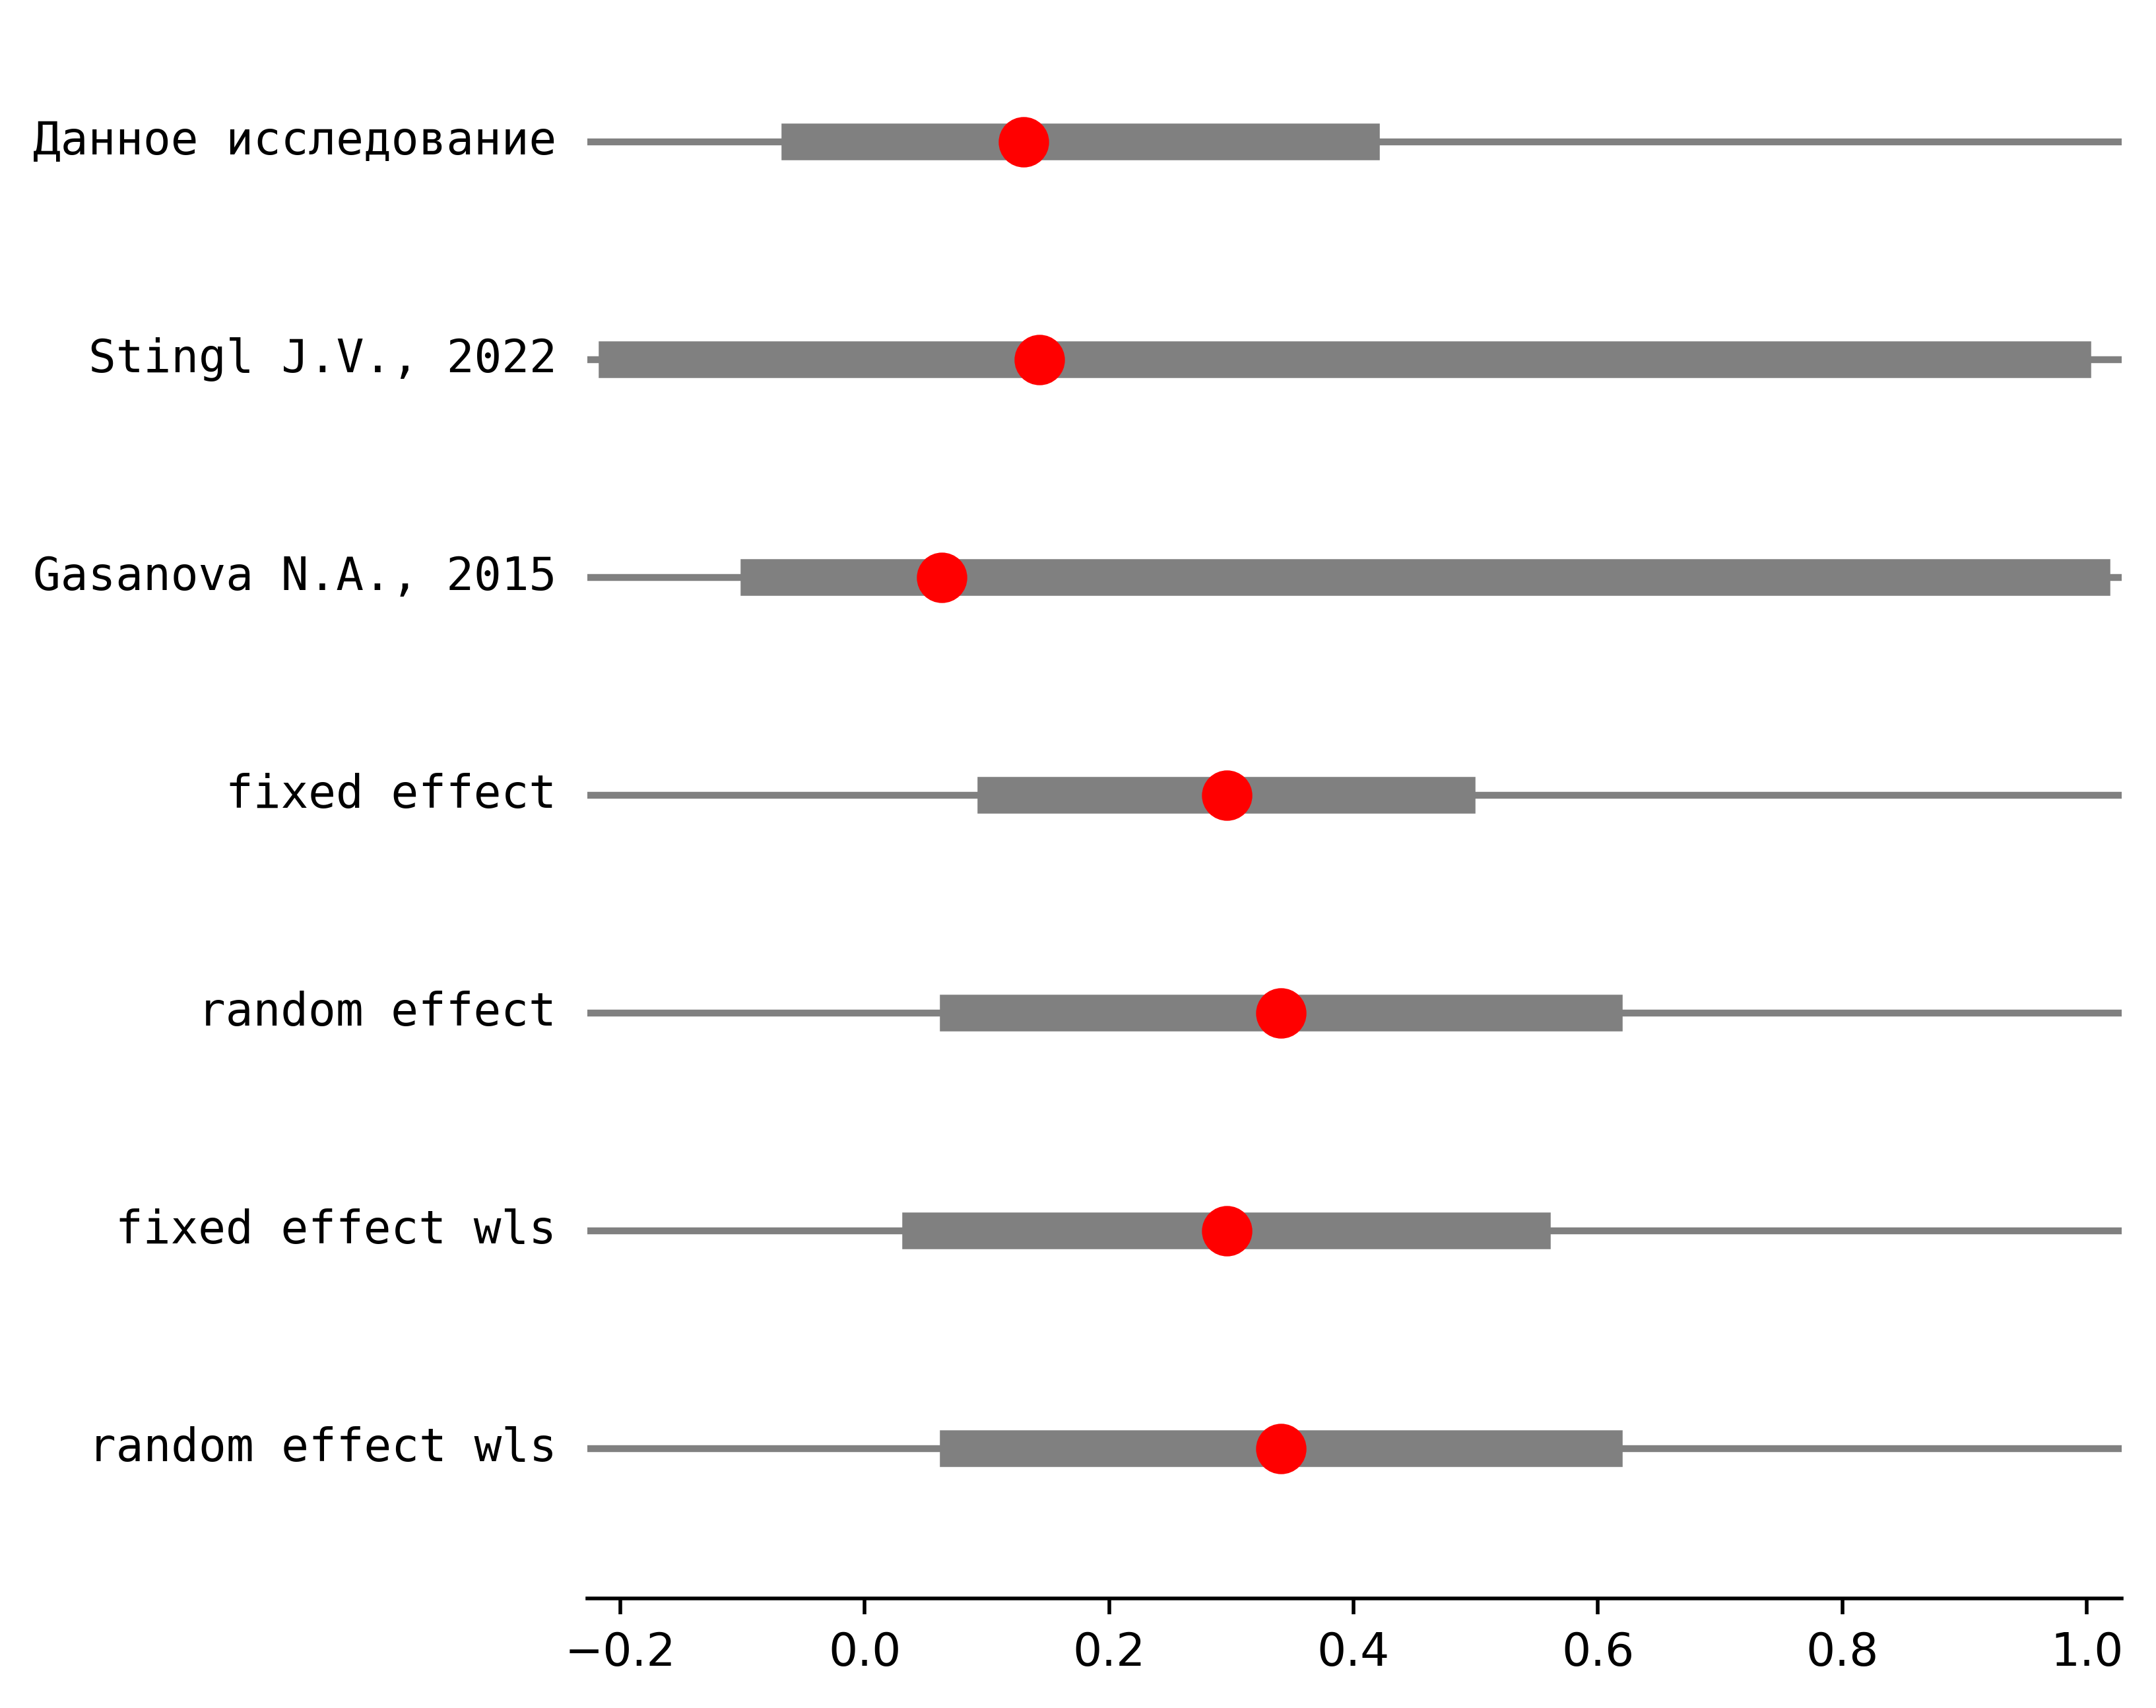 Данное исследование
Stingl J.V., 2022
Gasanova N.A., 2015
fixed effect
random effect
fixed effect wls
random effect wls
−0.2 0.0 0.2 0.4 0.6 0.8 1.0